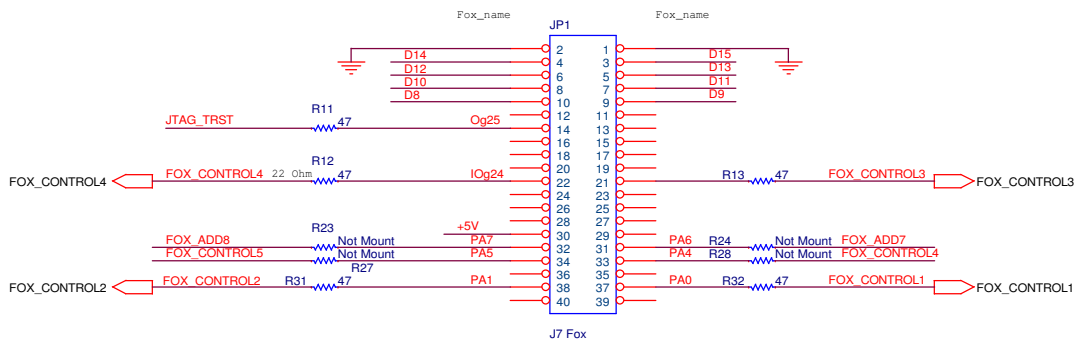 Fox_name Fox_name
JP1
2 1
D14 4 3 D15
D12 6 5 D13
D10 8 7 D11
D8 10 9 D9
12 11
R11
JTAG_TRST 47 Og25 14 13
16 15
18 17
R12
20 19
FOX_CONTROL4 FOX_CONTROL4 22 Ohm 47 IOg24 22 21 R13 47 FOX_CONTROL3 FOX_CONTROL3
24 23
26 25
28 27
R23
+5V 30 29
FOX_ADD8 Not Mount PA7 32 31 PA6 R24 Not Mount FOX_ADD7
FOX_CONTROL5 Not Mount PA5 34 33 PA4 R28 Not Mount FOX_CONTROL4
R27
36 35
FOX_CONTROL2 FOX_CONTROL2 R31 47 PA1 38 37 PA0 R32 47 FOX_CONTROL1 FOX_CONTROL1
40 39
J7 Fox